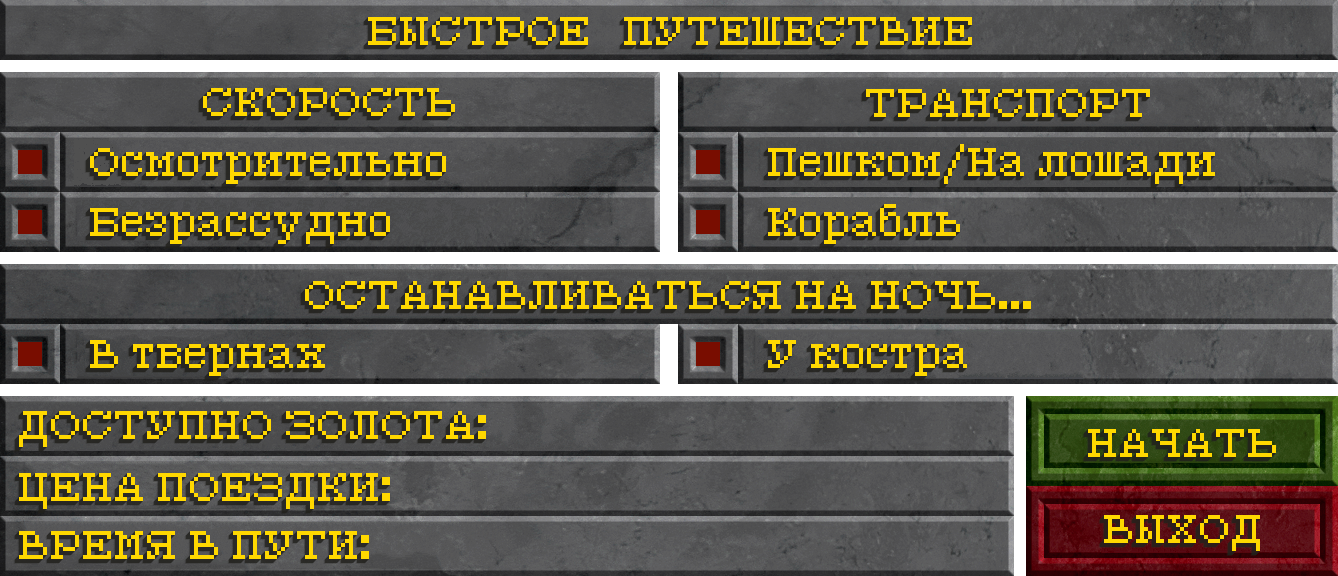 БЫСТРОЕ ПУТЕШЕСТВИЕ
СКОРОСТЬ
Осмотрительно
Безрассудно
ТРАНСПОРТ
Пешком/На лошади
Корабль
ОСТАНАВЛИВАТЬСЯ НА НОЧЬ...
В твернах
У костра
ДОСТУПНО ЗОЛОТА:
ЦЕНА ПОЕЗДКИ:
ВРЕМЯ В ПУТИ:
НАЧАТЬ
ВЫХОД